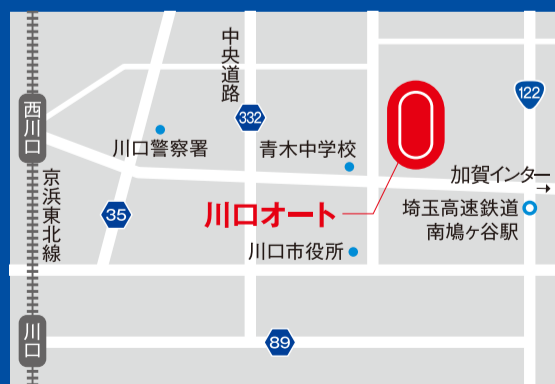 中央道路
122
西川口
332
川口警察署
青木中学校
加賀インター
→
京浜東北線
35
川口オート
埼玉高速鉄道
南鳩ヶ谷駅
川口市役所
川口
89